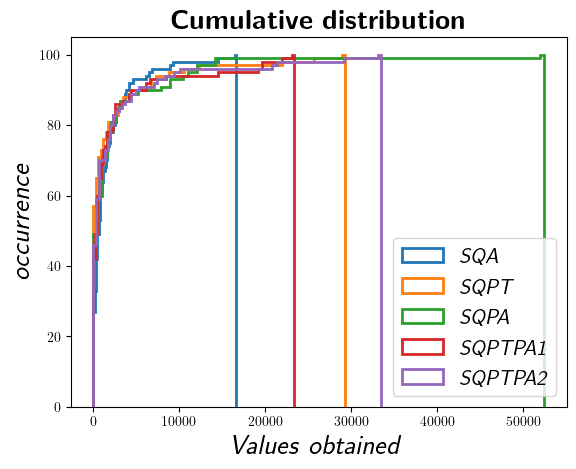 Cumulative distribution
100
80
60
40
20
0
occurrence
0 10000 20000 30000 40000 50000
Values obtained
SQA
SQPT
SQPA
SQPTPA1
SQPTPA2